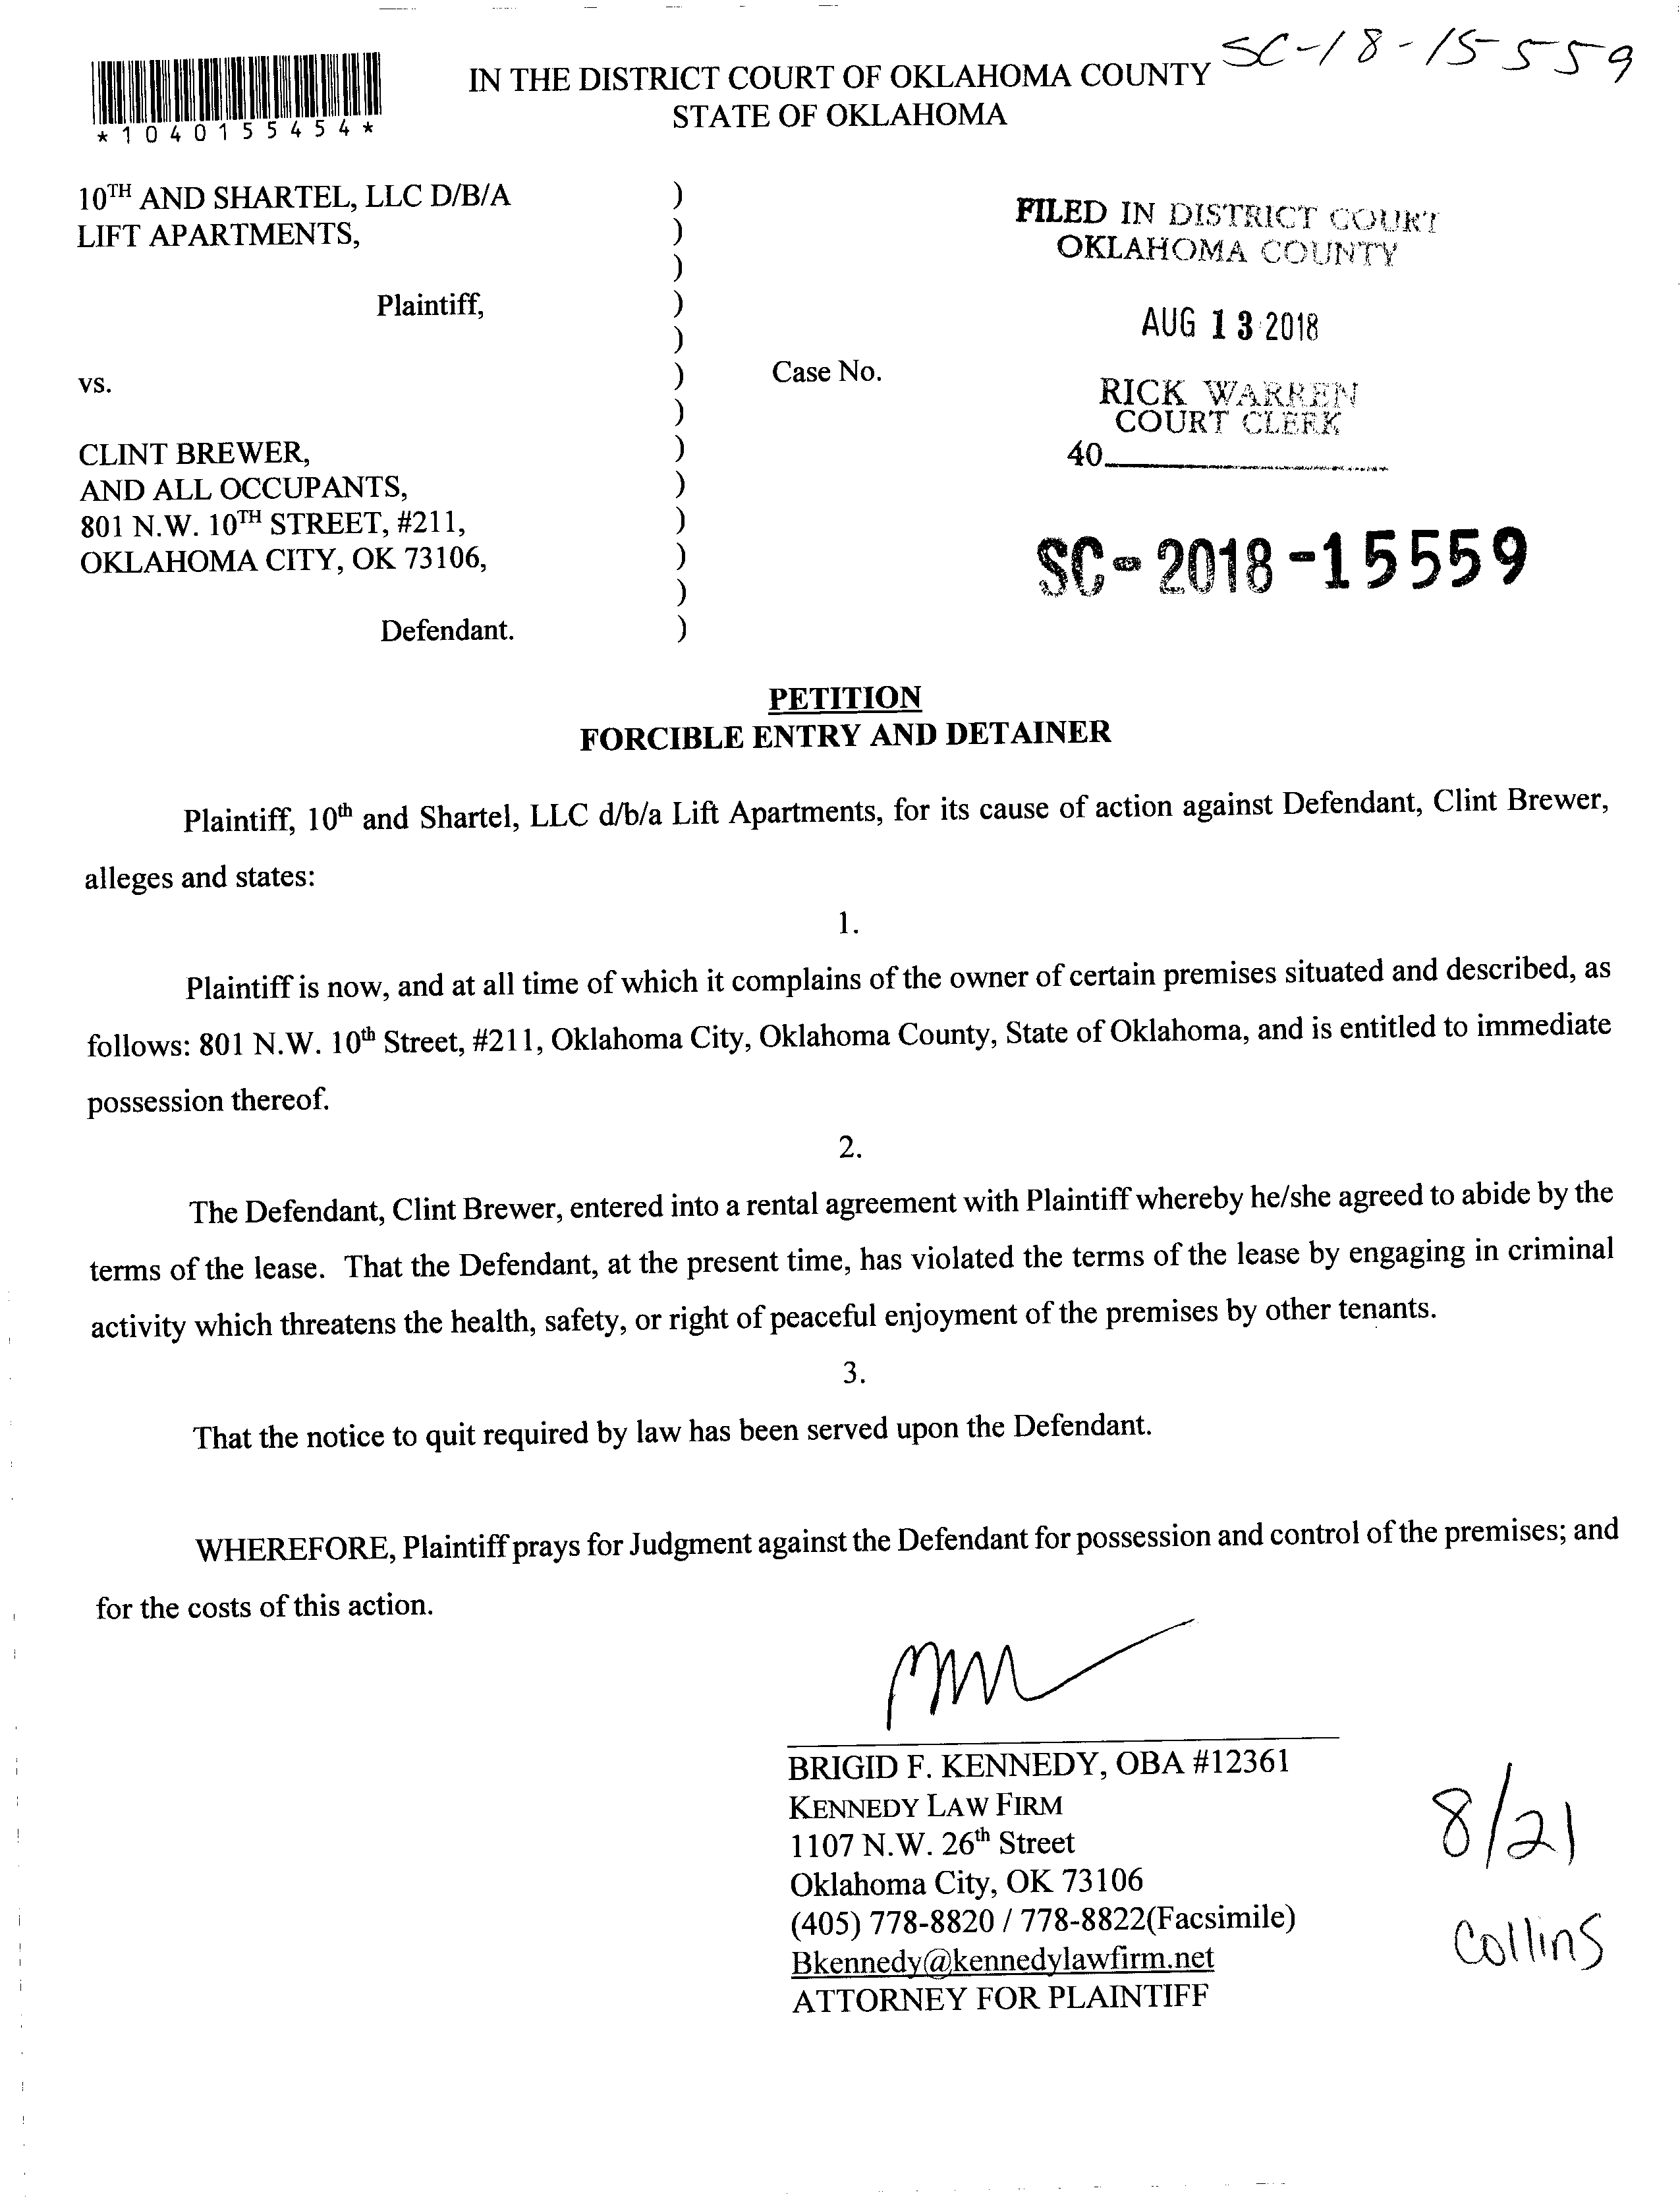 SC-18-15559
IN THE DISTRICT COURT OF OKLAHOMA COUNTY
STATE OF OKLAHOMA
*1040155454*
10TH AND SHARTEL, LLC D/B/A )
LIFT APARTMENTS, )
)
Plaintiff, )
)
vs. ) Case No.
)
CLINT BREWER, )
AND ALL OCCUPANTS, )
801 N.W. 10TH STREET, #211, )
OKLAHOMA CITY, OK 73106, )
)
Defendant. )
FILED IN DISTRICT COURT
OKLAHOMA COUNTY
AUG 13 2018
RICK WARREN
COURT CLERK
40
SC-2018-15559
PETITION
FORCIBLE ENTRY AND DETAINER
Plaintiff, 10th and Shartel, LLC d/b/a Lift Apartments, for its cause of action against Defendant, Clint Brewer,
alleges and states:
1.
Plaintiff is now, and at all time of which it complains of the owner of certain premises situated and described, as
follows: 801 N.W. 10th Street, #211, Oklahoma City, Oklahoma County, State of Oklahoma, and is entitled to immediate
possession thereof.
2.
The Defendant, Clint Brewer, entered into a rental agreement with Plaintiff whereby he/she agreed to abide by the
terms of the lease. That the Defendant, at the present time, has violated the terms of the lease by engaging in criminal
activity which threatens the health, safety, or right of peaceful enjoyment of the premises by other tenants.
3.
That the notice to quit required by law has been served upon the Defendant.
WHEREFORE, Plaintiff prays for Judgment against the Defendant for possession and control of the premises; and
for the costs of this action.
BRIGID F. KENNEDY, OBA #12361
KENNEDY LAW FIRM
1107 N.W. 26th Street
Oklahoma City, OK 73106
(405) 778-8820 / 778-8822(Facsimile)
Bkennedy@kennedylawfirm.net
ATTORNEY FOR PLAINTIFF
8/21
Collins